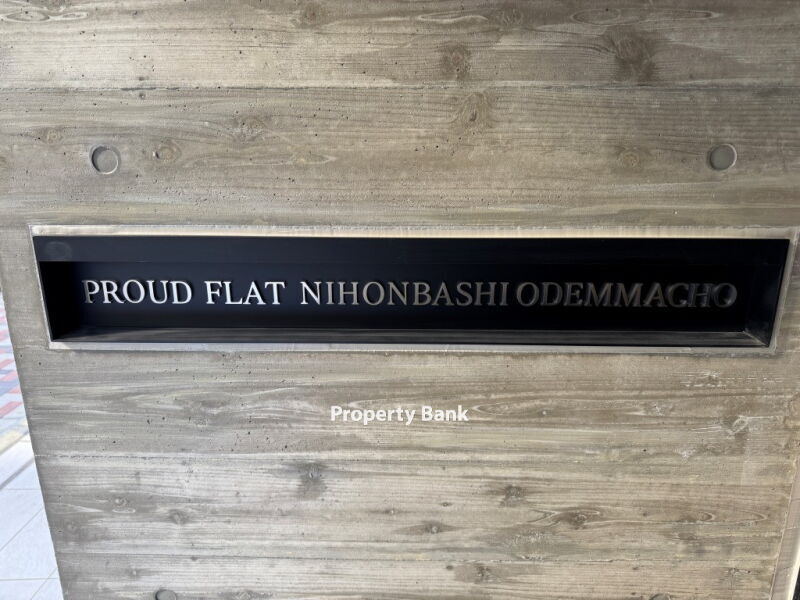 PROUD FLAT NIHONBASHI ODEMMACHO
Property Bank